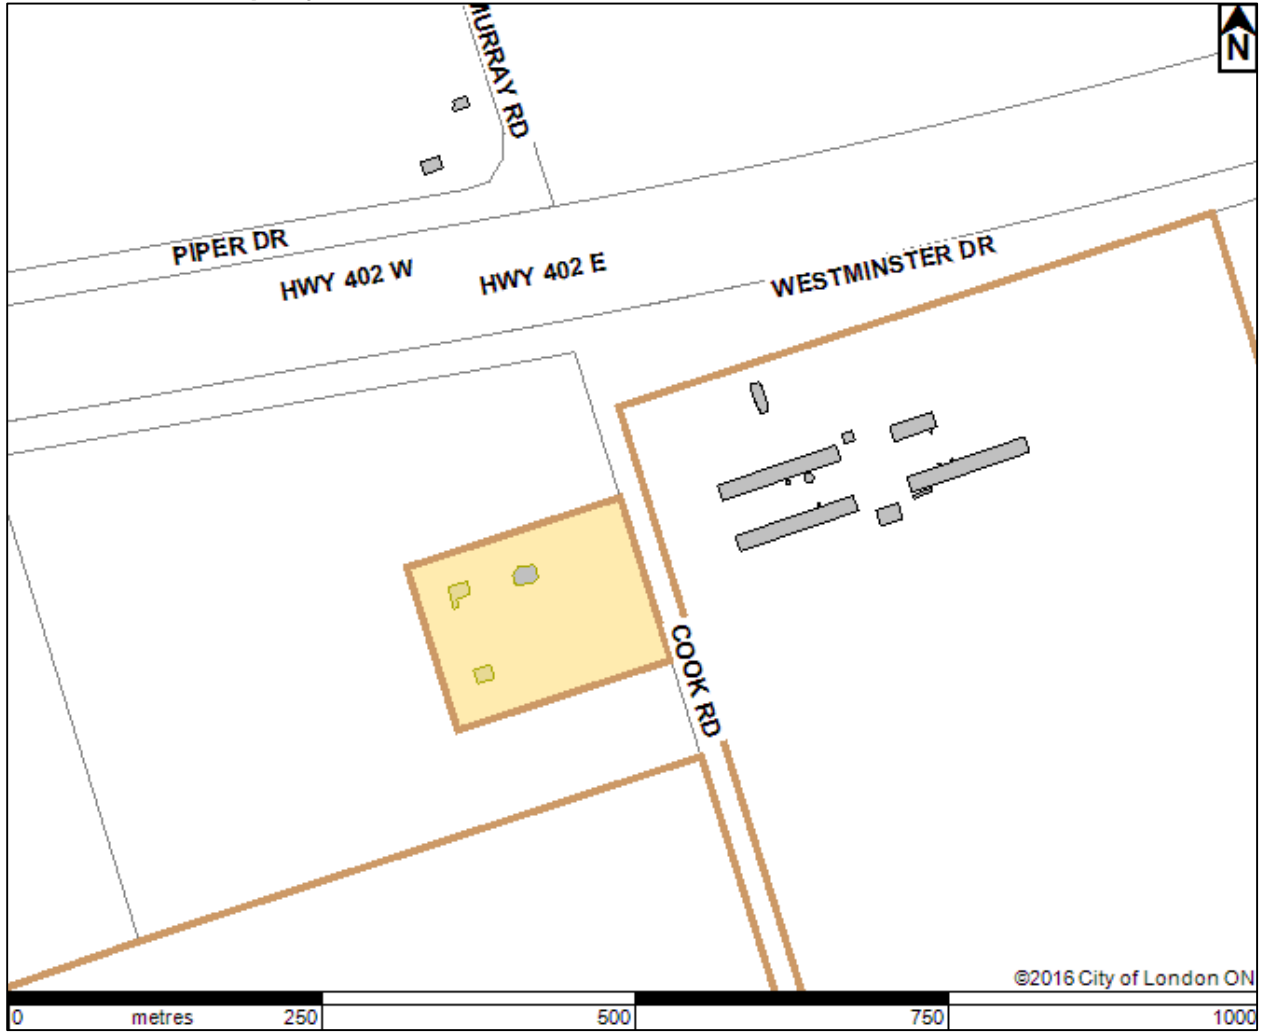 MURRAY RD
N
PIPER DR
HWY 402 W
HWY 402 E
WESTMINSTER DR
COOK RD
©2016 City of London ON
0 metres 250 500 750 1000